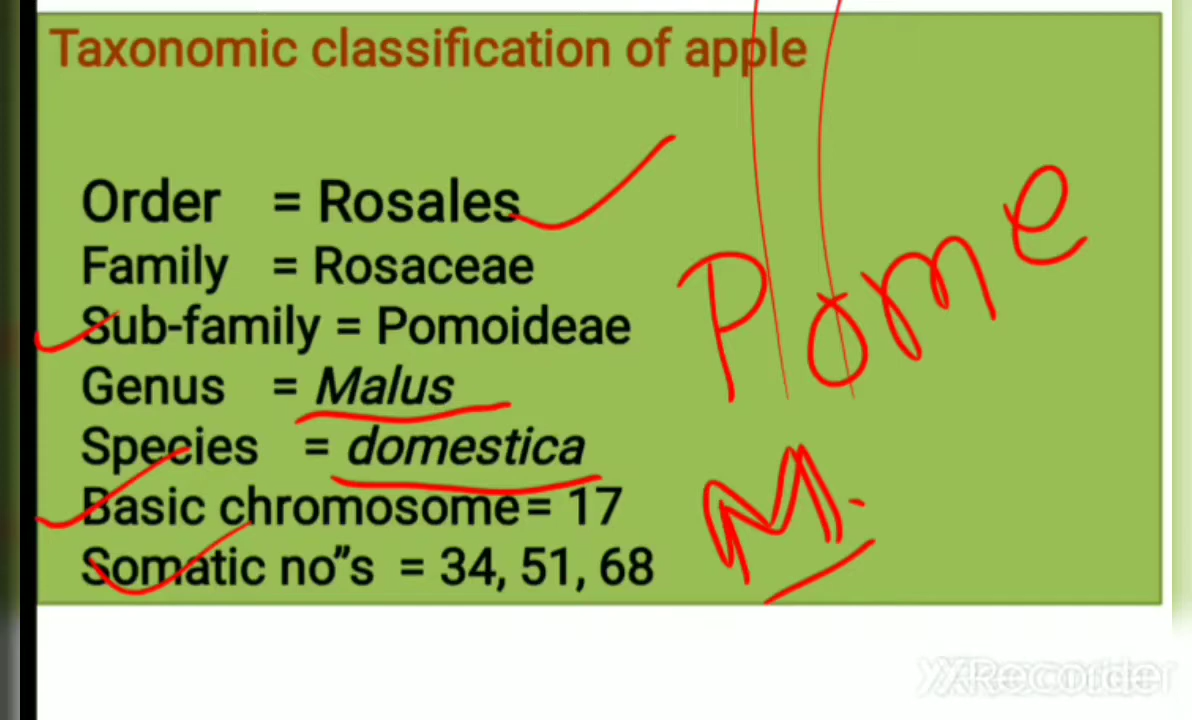 Taxonomic classification of apple
Order = Rosales
Family = Rosaceae
Sub-family = Pomoideae
Genus = Malus
Species = domestica
Basic chromosome= 17
Somatic no”s = 34, 51, 68
Pome
M.
XRecorder